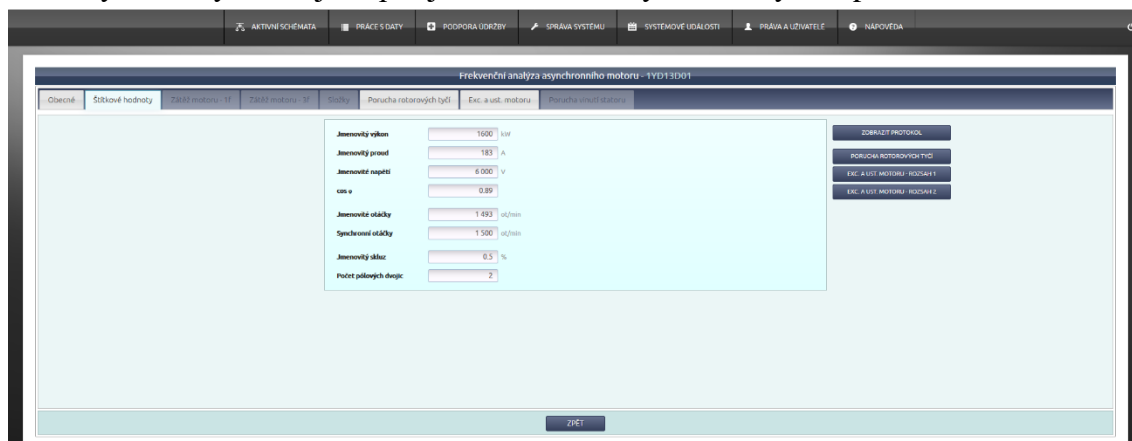 AKTIVNÍ SCHÉMATA PRÁCE S DATY PODPORA ÚDRŽBY SPRÁVA SYSTÉMU SYSTÉMOVÉ UDÁLOSTI PRÁVA A UŽIVATELÉ NÁPOVĚDA
Frekvenční analýza asynchronního motoru - 1YD13D01
Obecné Štítkové hodnoty Zátěž motoru - 1f Zátěž motoru - 3f Složky Porucha rotorových tyčí Exc. a ust. motoru Porucha vinutí statoru
Jmenovitý výkon 1600 kW
Jmenovitý proud 183 A
Jmenovité napětí 6 000 V
cos φ 0.89
Jmenovité otáčky 1 493 ot/min
Synchronní otáčky 1 500 ot/min
Jmenovitý skluz 0.5 %
Počet pólových dvojic 2
ZOBRAZIT PROTOKOL
PORUCHA ROTOROVÝCH TYČÍ
EXC. A UST. MOTORU - ROZSAH 1
EXC. A UST. MOTORU - ROZSAH 2
ZPĚT